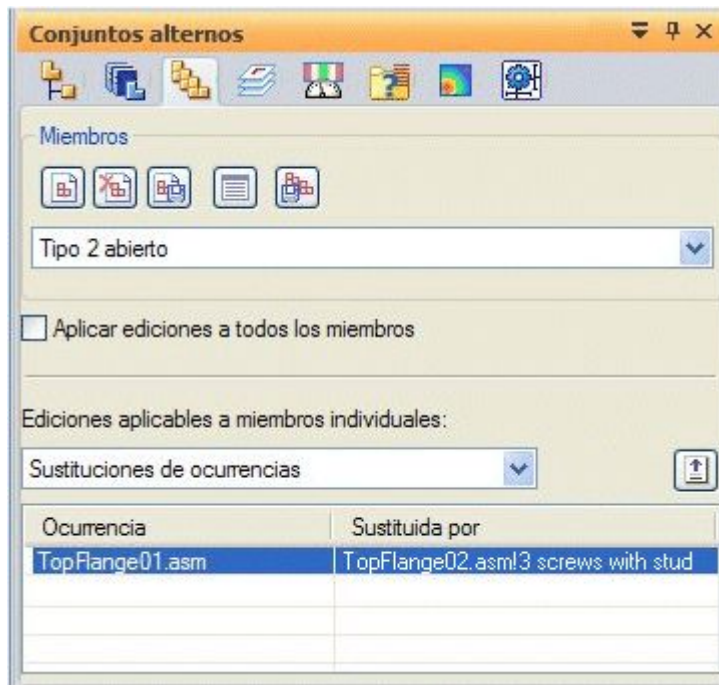 Conjuntos alternos
Miembros
Tipo 2 abierto
Aplicar ediciones a todos los miembros
Ediciones aplicables a miembros individuales:
Sustituciones de ocurrencias
Ocurrencia Sustituida por
TopFlange01.asm TopFlange02.asm!3 screws with stud